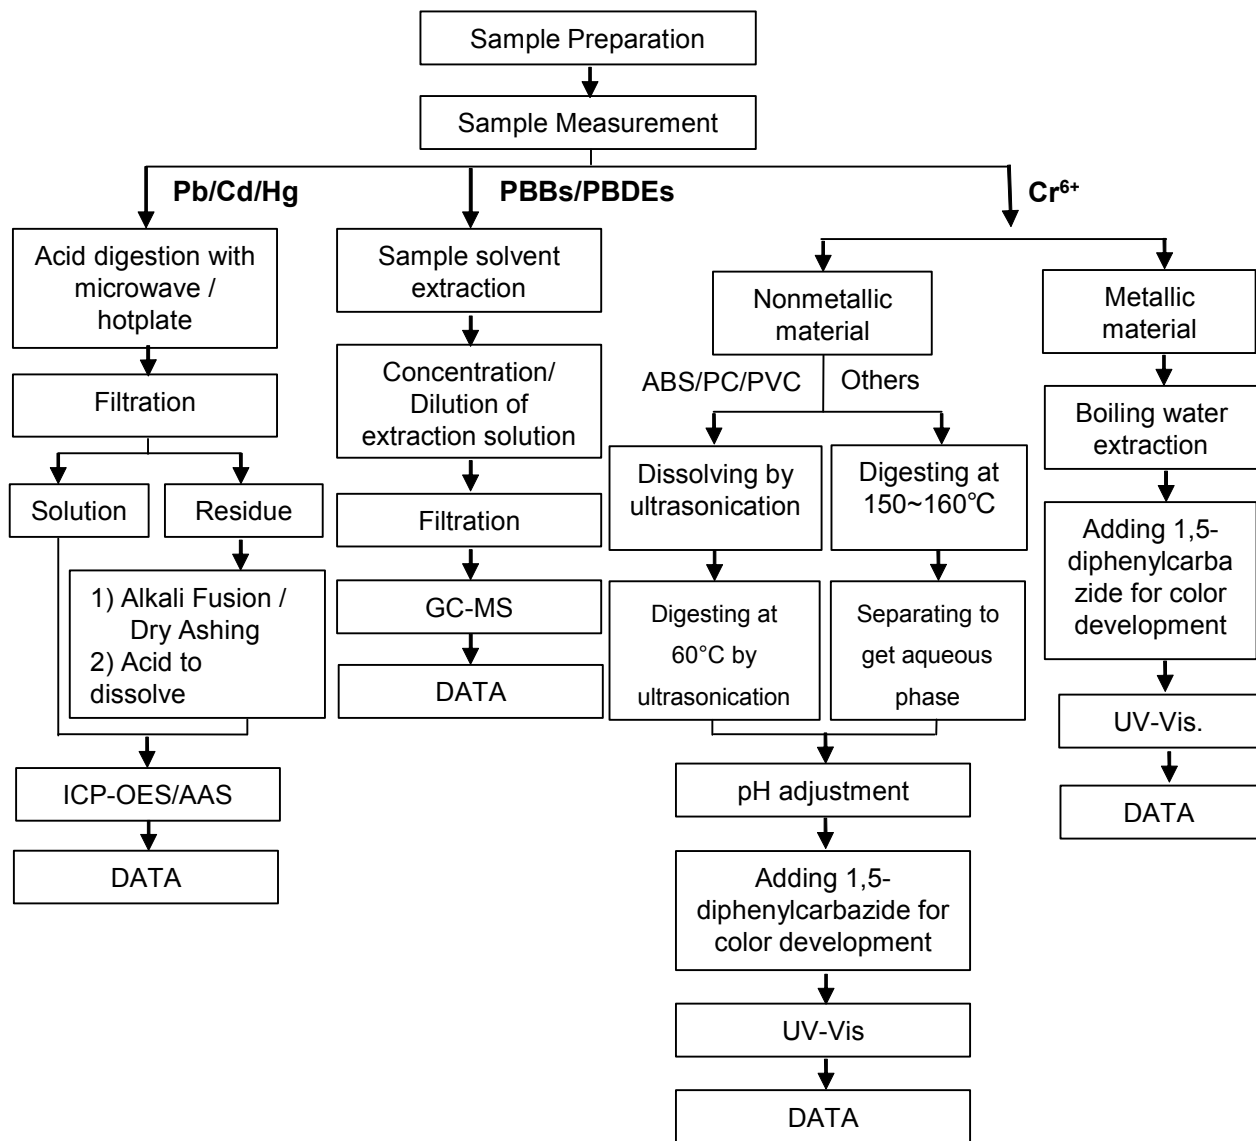 Sample Preparation
Sample Measurement
Pb/Cd/Hg
PBBs/PBDEs
Cr⁶⁺
Acid digestion with
microwave /
hotplate
Filtration
Solution
Residue
1) Alkali Fusion /
Dry Ashing
2) Acid to
dissolve
ICP-OES/AAS
DATA
Sample solvent
extraction
Concentration/
Dilution of
extraction solution
Filtration
GC-MS
DATA
Nonmetallic
material
ABS/PC/PVC
Others
Dissolving by
ultrasonication
Digesting at
60°C by
ultrasonication
Digesting at
150~160℃
Separating to
get aqueous
phase
pH adjustment
Adding 1,5-
diphenylcarbazide for
color development
UV-Vis
DATA
Metallic
material
Boiling water
extraction
Adding 1,5-
diphenylcarba
zide for color
development
UV-Vis.
DATA